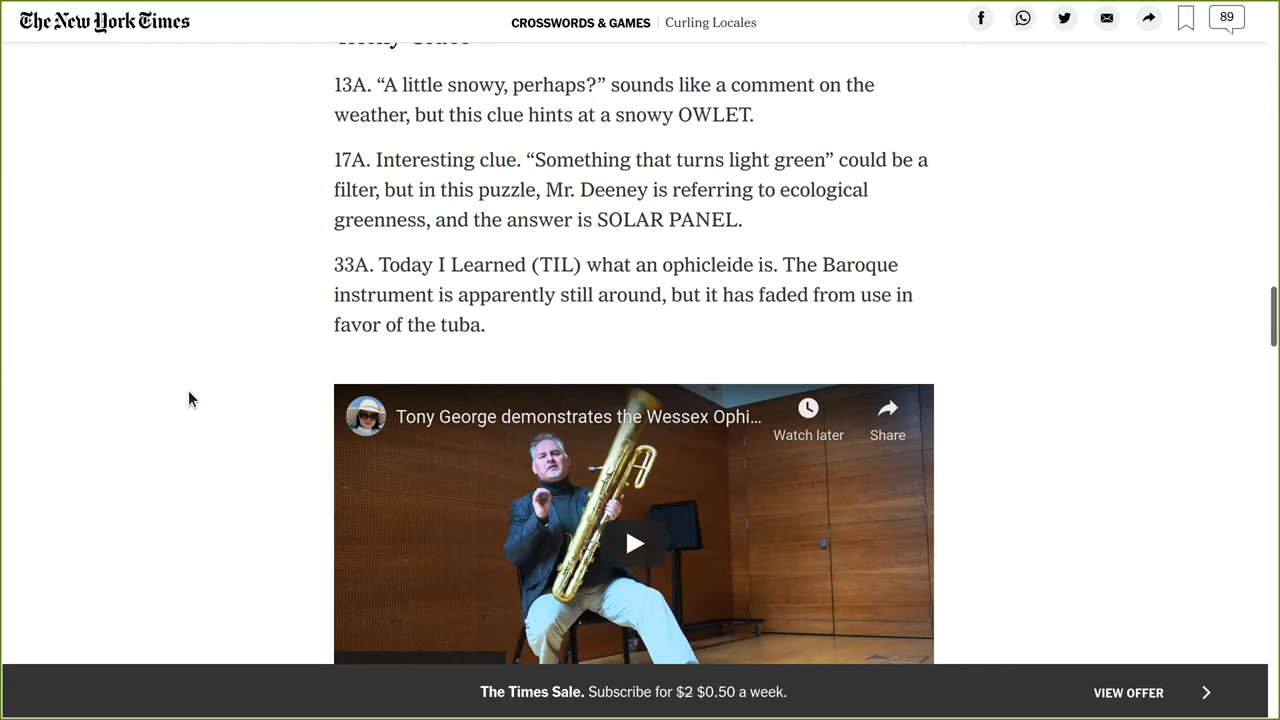 The New York Times
CROSSWORDS & GAMES | Curling Locales
89
13A. “A little snowy, perhaps?” sounds like a comment on the
weather, but this clue hints at a snowy OWLET.
17A. Interesting clue. “Something that turns light green” could be a
filter, but in this puzzle, Mr. Deeney is referring to ecological
greenness, and the answer is SOLAR PANEL.
33A. Today I Learned (TIL) what an ophicleide is. The Baroque
instrument is apparently still around, but it has faded from use in
favor of the tuba.
Tony George demonstrates the Wessex Ophi...
Watch later
Share
The Times Sale. Subscribe for $2 $0.50 a week.
VIEW OFFER